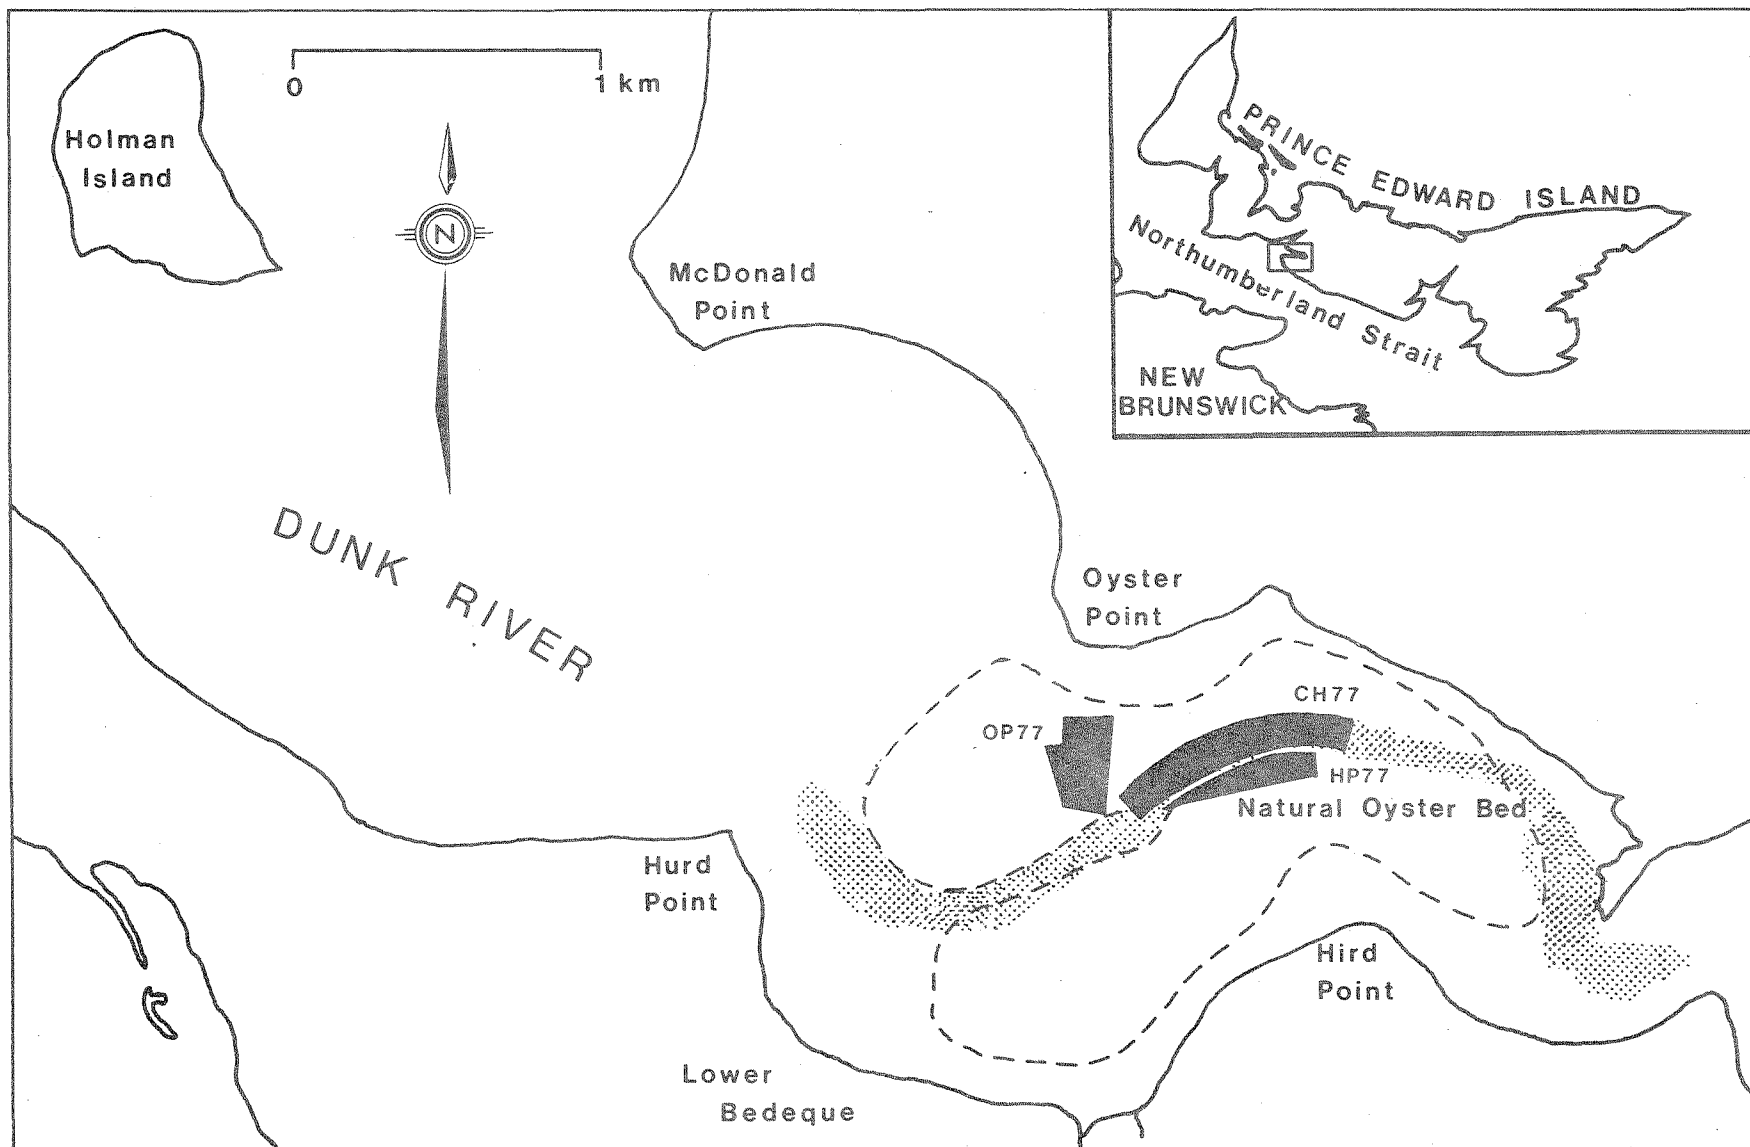 0
1 km
Holman
Island
N
McDonald
Point
PRINCE EDWARD ISLAND
Northumberland Strait
NEW
BRUNSWICK
DUNK RIVER
Oyster
Point
CH77
OP77
HP77
Natural Oyster Bed
Hurd
Point
Hird
Point
Lower
Bedeque